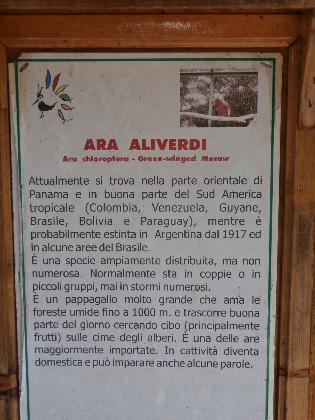 ARA ALIVERDI
Ara chloroptera - Green-winged Macaw
Attualmente si trova nella parte orientale di
Panama e in buona parte del Sud America
tropicale (Colombia, Venezuela, Guyane,
Brasile, Bolivia e Paraguay), mentre è
probabilmente estinta in Argentina dal 1917 ed
in alcune aree del Brasile.
È una specie ampiamente distribuita, ma non
numerosa. Normalmente sta in coppie o in
piccoli gruppi, mai in stormi numerosi.
È un pappagallo molto grande che ama le
foreste umide fino a 1000 m. e trascorre buona
parte del giorno cercando cibo (principalmente
frutti) sulle cime degli alberi. È una delle are
maggiormente importate. In cattività diventa
domestica e può imparare anche alcune parole.